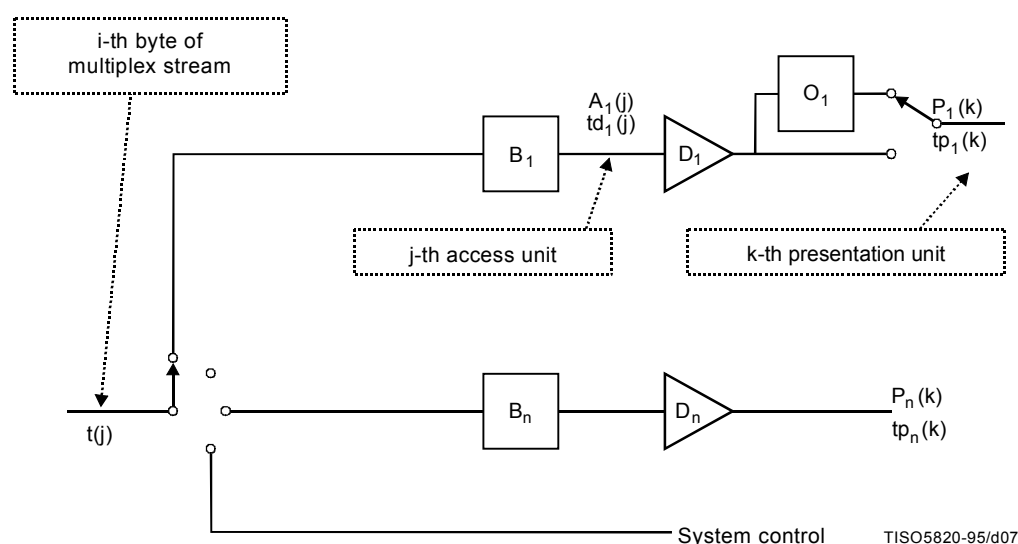 i-th byte of
multiplex stream
A1(j)
td1(j)
B1
D1
O1
P1(k)
tp1(k)
j-th access unit
k-th presentation unit
t(j)
Bn
Dn
Pn(k)
tpn(k)
System control
TISO5820-95/d07